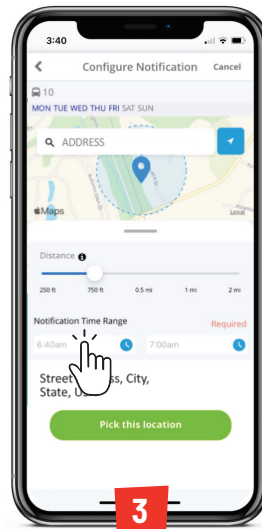 3:40
Configure Notification Cancel
10
MON TUE WED THU FRI SAT SUN
ADDRESS
Maps
Legal
Distance
250 ft 750 ft 0.5 mi 1 mi 2 mi
Notification Time Range Required
6:40am 7:00am
Street ss, City,
State, U
Pick this location
3